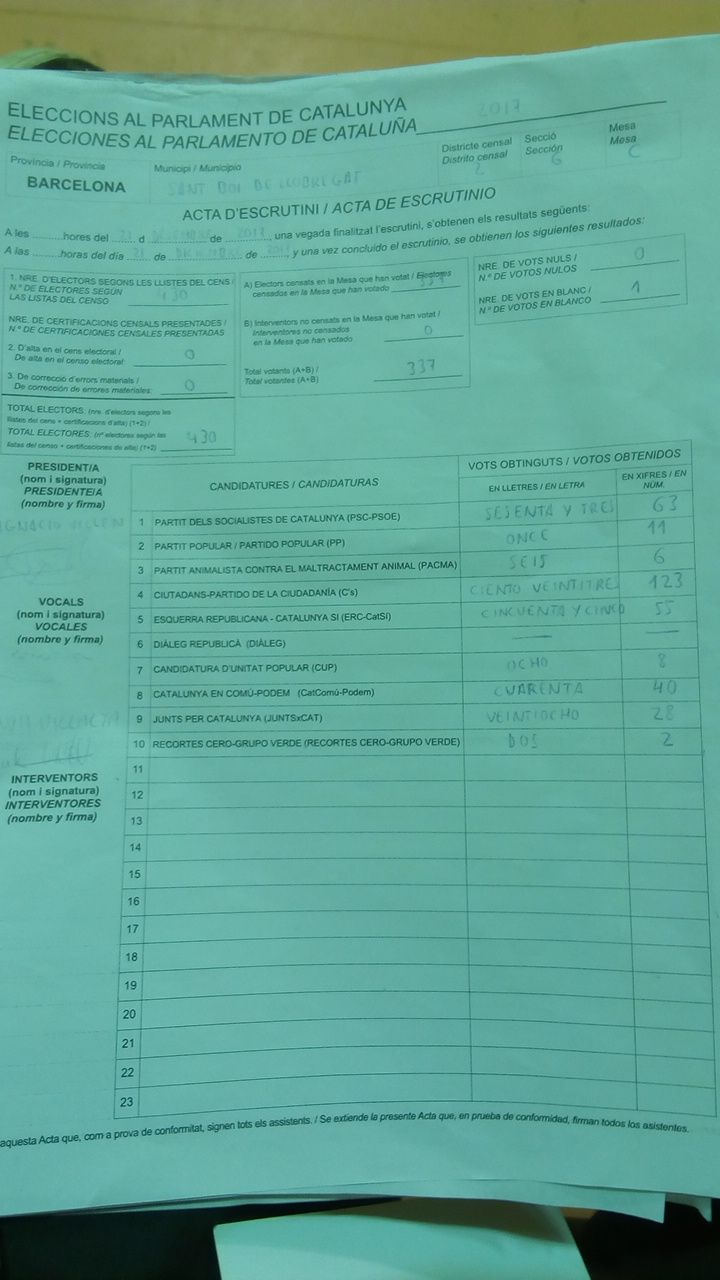 ELECCIONS AL PARLAMENT DE CATALUNYA
ELECCIONES AL PARLAMENTO DE CATALUÑA 2017
Província / Provincia
BARCELONA
Municipi / Municipio
SANT BOI DE LLOBREGAT
Districte censal
Distrito censal
2
Secció
Sección
6
Mesa
Mesa
C
ACTA D'ESCRUTINI / ACTA DE ESCRUTINIO
A les ..........hores del ...21... d ...DICIEMBRE... de ...2017..., una vegada finalitzat l'escrutini, s'obtenen els resultats següents:
A las ..........horas del día ...21... de ...DICIEMBRE... de ...2017..., y una vez concluido el escrutinio, se obtienen los siguientes resultados:
1. NRE. D'ELECTORS SEGONS LES LLISTES DEL CENS /
N.º DE ELECTORES SEGÚN
LAS LISTAS DEL CENSO
430
NRE. DE CERTIFICACIONS CENSALS PRESENTADES /
N.º DE CERTIFICACIONES CENSALES PRESENTADAS
2. D'alta en el cens electoral /
De alta en el censo electoral: 0
3. De correcció d'errors materials /
De corrección de errores materiales: 0
TOTAL ELECTORS. (nre. d'electors segons les
llistes del cens + certificacions d'alta) (1+2) /
TOTAL ELECTORES: (nº electores según las
listas del censo + certificaciones de alta) (1+2) 430
A) Electors censats en la Mesa que han votat / Electores
censados en la Mesa que han votado 337
B) Interventors no censats en la Mesa que han votat /
Interventores no censados
en la Mesa que han votado 0
Total votants (A+B) /
Total votantes (A+B) 337
NRE. DE VOTS NULS /
N.º DE VOTOS NULOS 0
NRE. DE VOTS EN BLANC /
N.º DE VOTOS EN BLANCO 1
PRESIDENT/A
(nom i signatura)
PRESIDENTE/A
(nombre y firma)
VOCALS
(nom i signatura)
VOCALES
(nombre y firma)
INTERVENTORS
(nom i signatura)
INTERVENTORES
(nombre y firma)
CANDIDATURES / CANDIDATURAS
VOTS OBTINGUTS / VOTOS OBTENIDOS
EN LLETRES / EN LETRA
EN XIFRES / EN NÚM.
1 PARTIT DELS SOCIALISTES DE CATALUNYA (PSC-PSOE) SESENTA Y TRES 63
2 PARTIT POPULAR / PARTIDO POPULAR (PP) ONCE 11
3 PARTIT ANIMALISTA CONTRA EL MALTRACTAMENT ANIMAL (PACMA) SEIS 6
4 CIUTADANS-PARTIDO DE LA CIUDADANÍA (C's) CIENTO VEINTITRES 123
5 ESQUERRA REPUBLICANA - CATALUNYA SI (ERC-CatSí) CINCUENTA Y CINCO 55
6 DIÀLEG REPUBLICÀ (DIÀLEG) — —
7 CANDIDATURA D'UNITAT POPULAR (CUP) OCHO 8
8 CATALUNYA EN COMÚ-PODEM (CatComú-Podem) CUARENTA 40
9 JUNTS PER CATALUNYA (JUNTSxCAT) VEINTIOCHO 28
10 RECORTES CERO-GRUPO VERDE (RECORTES CERO-GRUPO VERDE) DOS 2
11
12
13
14
15
16
17
18
19
20
21
22
23
aquesta Acta que, com a prova de conformitat, signen tots els assistents. / Se extiende la presente Acta que, en prueba de conformidad, firman todos los asistentes.